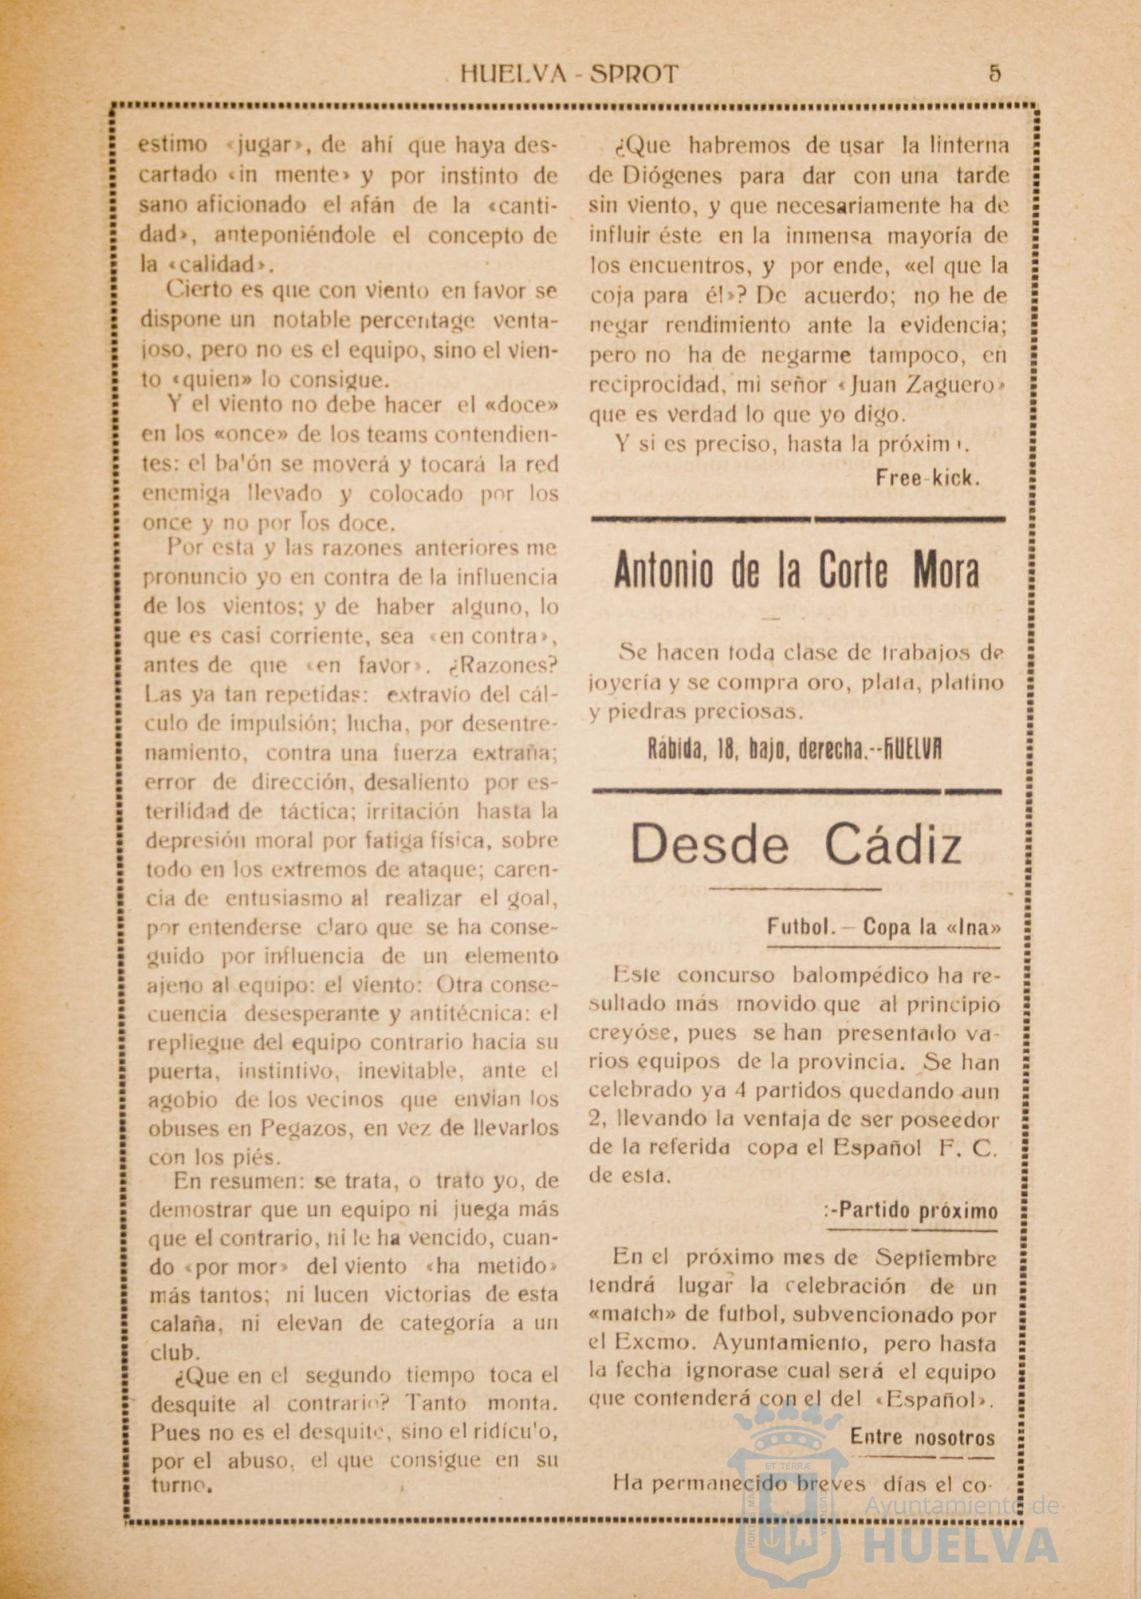 HUELVA - SPROT
5
estimo «jugar», de ahí que haya des-
cartado «in mente» y por instinto de
sano aficionado el afán de la «canti-
dad», anteponiéndole el concepto de
la «calidad».
Cierto es que con viento en favor se
dispone un notable percentage venta-
joso, pero no es el equipo, sino el vien-
to «quien» lo consigue.
Y el viento no debe hacer el «doce»
en los «once» de los teams contendien-
tes: el ba'ón se moverá y tocará la red
enemiga llevado y colocado por los
once y no por los doce.
Por esta y las razones anteriores me
pronuncio yo en contra de la influencia
de los vientos; y de haber alguno, lo
que es casi corriente, sea «en contra»,
antes de que «en favor». ¿Razones?
Las ya tan repetidas: extravío del cál-
culo de impulsión; lucha, por desentre-
namiento, contra una fuerza extraña;
error de dirección, desaliento por es-
terilidad de táctica; irritación hasta la
depresión moral por fatiga física, sobre
todo en los extremos de ataque; caren-
cia de entusiasmo al realizar el goal,
por entenderse claro que se ha conse-
guido por influencia de un elemento
ajeno al equipo: el viento: Otra conse-
cuencia desesperante y antitécnica: el
repliegue del equipo contrario hacia su
puerta, instintivo, inevitable, ante el
agobio de los vecinos que envían los
obuses en Pegazos, en vez de llevarlos
con los piés.
En resumen: se trata, o trato yo, de
demostrar que un equipo ni juega más
que el contrario, ni le ha vencido, cuan-
do «por mor» del viento «ha metido»
más tantos; ni lucen victorias de esta
calaña, ni elevan de categoría a un
club.
¿Que en el segundo tiempo toca el
desquite al contrario? Tanto monta.
Pues no es el desquite, sino el ridícu'o,
por el abuso, el que consigue en su
turno.
¿Que habremos de usar la linterna
de Diógenes para dar con una tarde
sin viento, y que necesariamente ha de
influir éste en la inmensa mayoría de
los encuentros, y por ende, «el que la
coja para él»? De acuerdo; no he de
negar rendimiento ante la evidencia;
pero no ha de negarme tampoco, en
reciprocidad, mi señor «Juan Zaguero»
que es verdad lo que yo digo.
Y si es preciso, hasta la próxim'.
Free-kick.
Antonio de la Corte Mora
Se hacen toda clase de trabajos de
joyería y se compra oro, plata, platino
y piedras preciosas.
Rábida, 18, bajo, derecha.--HUELVA
Desde Cádiz
Futbol. — Copa la «Ina»
Este concurso balompédico ha re-
sultado más movido que al principio
creyóse, pues se han presentado va-
rios equipos de la provincia. Se han
celebrado ya 4 partidos quedando aun
2, llevando la ventaja de ser poseedor
de la referida copa el Español F. C.
de esta.
:-Partido próximo
En el próximo mes de Septiembre
tendrá lugar la celebración de un
«match» de futbol, subvencionado por
el Excmo. Ayuntamiento, pero hasta
la fecha ignorase cual será el equipo
que contenderá con el del «Español».
Entre nosotros
Ha permanecido breves días el co-
ET TERRÆ
Ayuntamiento de
HUELVA